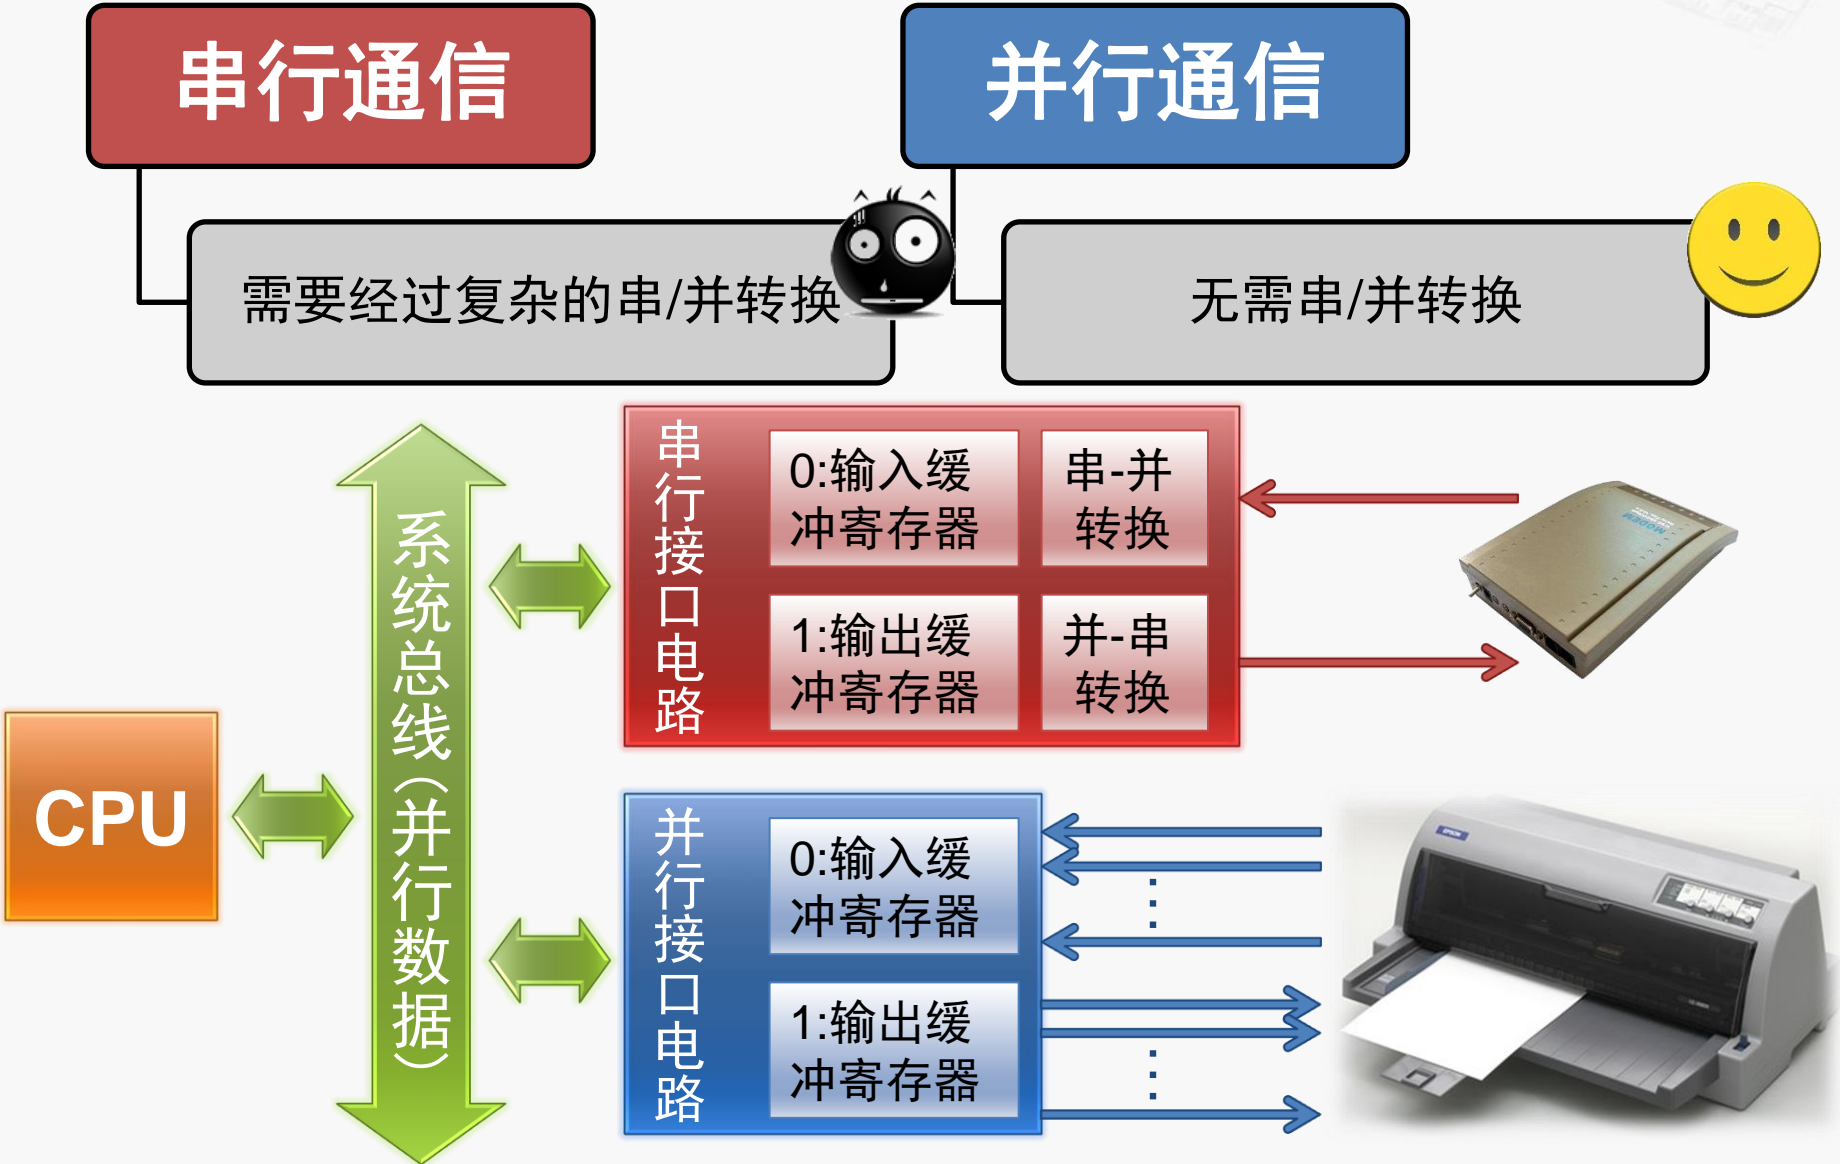 串行通信
并行通信
需要经过复杂的串/并转换
无需串/并转换
串行接口电路
0:输入缓
冲寄存器
串-并
转换
1:输出缓
冲寄存器
并-串
转换
MODEM
系统总线(并行数据)
CPU
并行接口电路
0:输入缓
冲寄存器
1:输出缓
冲寄存器
EPSON